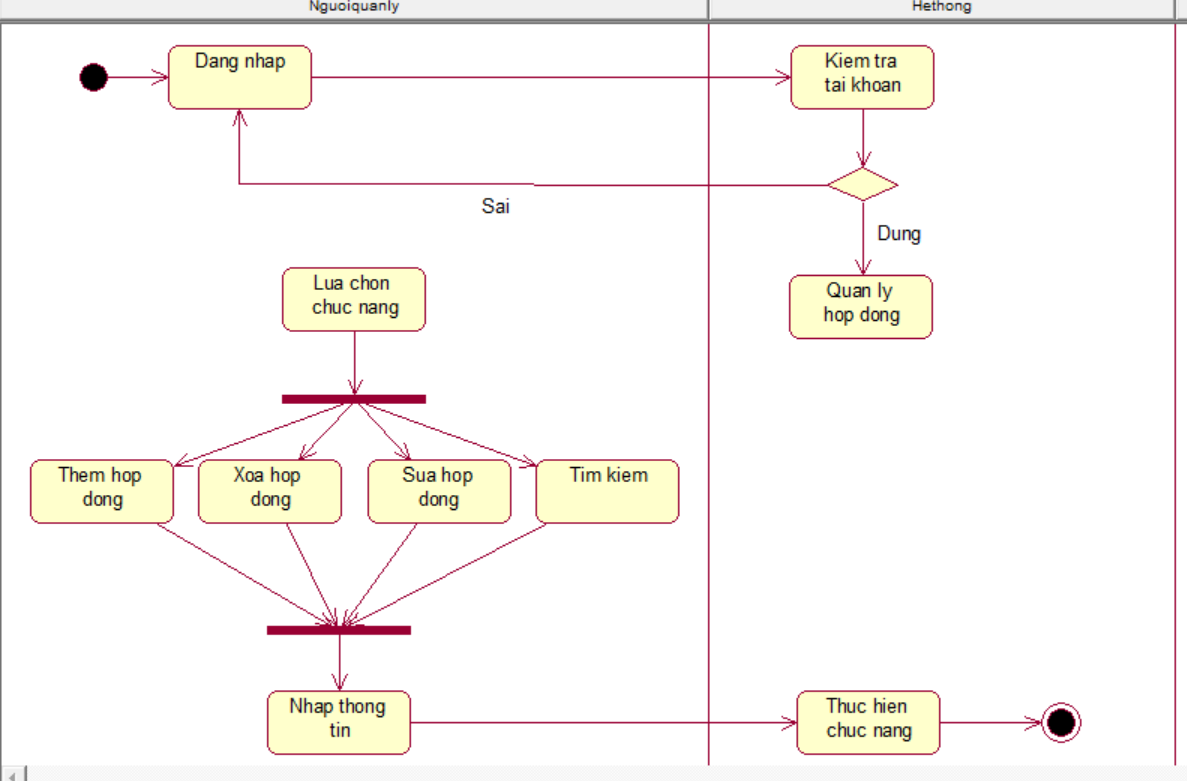 Nguoiquanly
Hethong
Dang nhap
Kiem tra
tai khoan
Sai
Dung
Lua chon
chuc nang
Quan ly
hop dong
Them hop
dong
Xoa hop
dong
Sua hop
dong
Tim kiem
Nhap thong
tin
Thuc hien
chuc nang